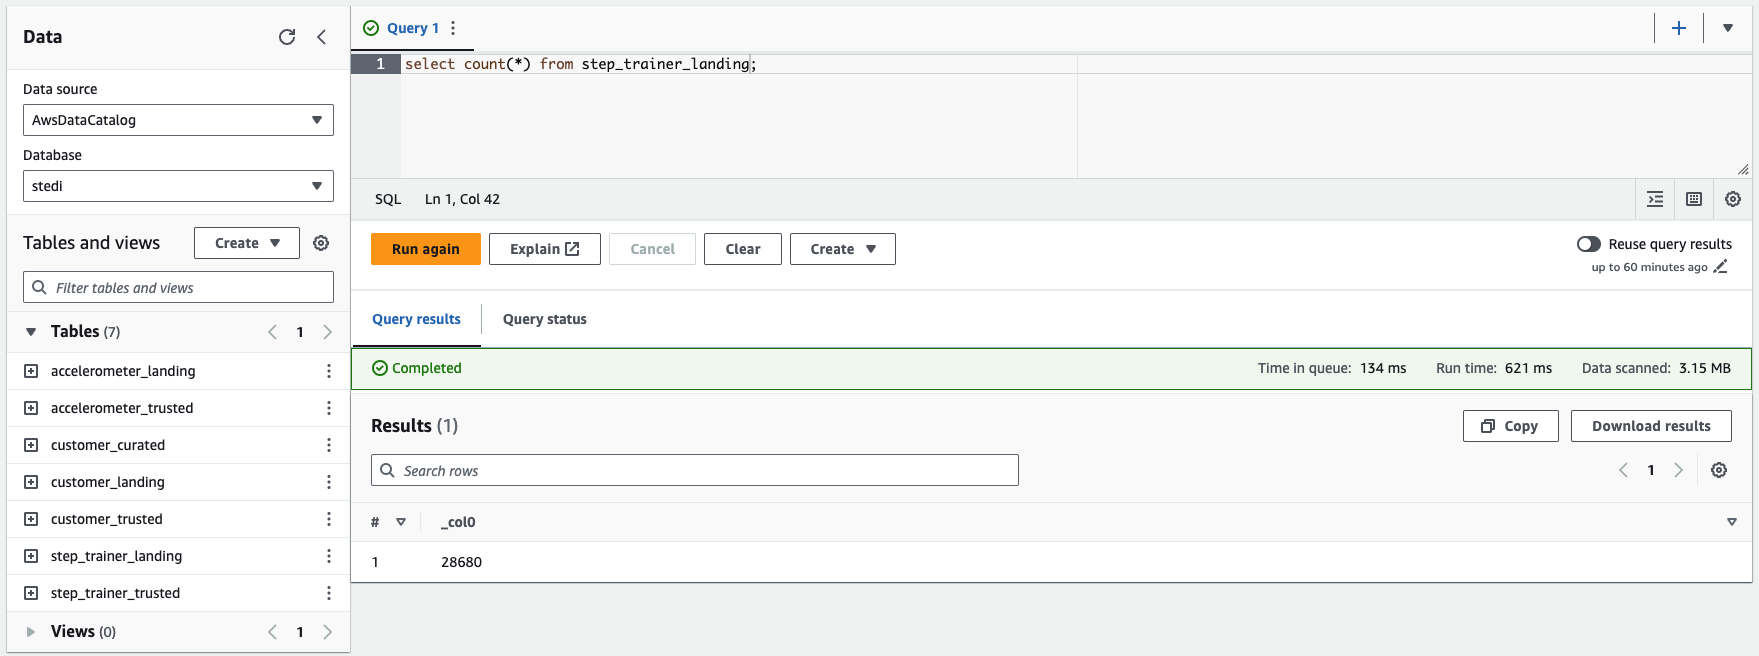 Data
Data source
AwsDataCatalog
Database
stedi
Tables and views
Create
Filter tables and views
Tables (7)
1
accelerometer_landing
accelerometer_trusted
customer_curated
customer_landing
customer_trusted
step_trainer_landing
step_trainer_trusted
Views (0)
1
Query 1
1 select count(*) from step_trainer_landing;
SQL Ln 1, Col 42
Run again Explain Cancel Clear Create
Reuse query results
up to 60 minutes ago
Query results Query status
Completed Time in queue: 134 ms Run time: 621 ms Data scanned: 3.15 MB
Results (1) Copy Download results
Search rows 1
# _col0
1 28680